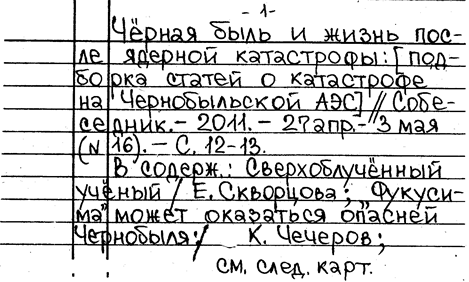 -1-
Чёрная быль и жизнь пос-
ле ядерной катастрофы: [под-
борка статей о катастрофе
на Чернобыльской АЭС] // Собе-
седник. – 2011. – 27 апр. – 3 мая
(N 16). – С. 12-13.
В содерж.: Сверхоблучённый
учёный / Е. Скворцова; Фукуси-
ма" может оказаться опасней
Чернобыля: / К. Чечеров;
см. след. карт.